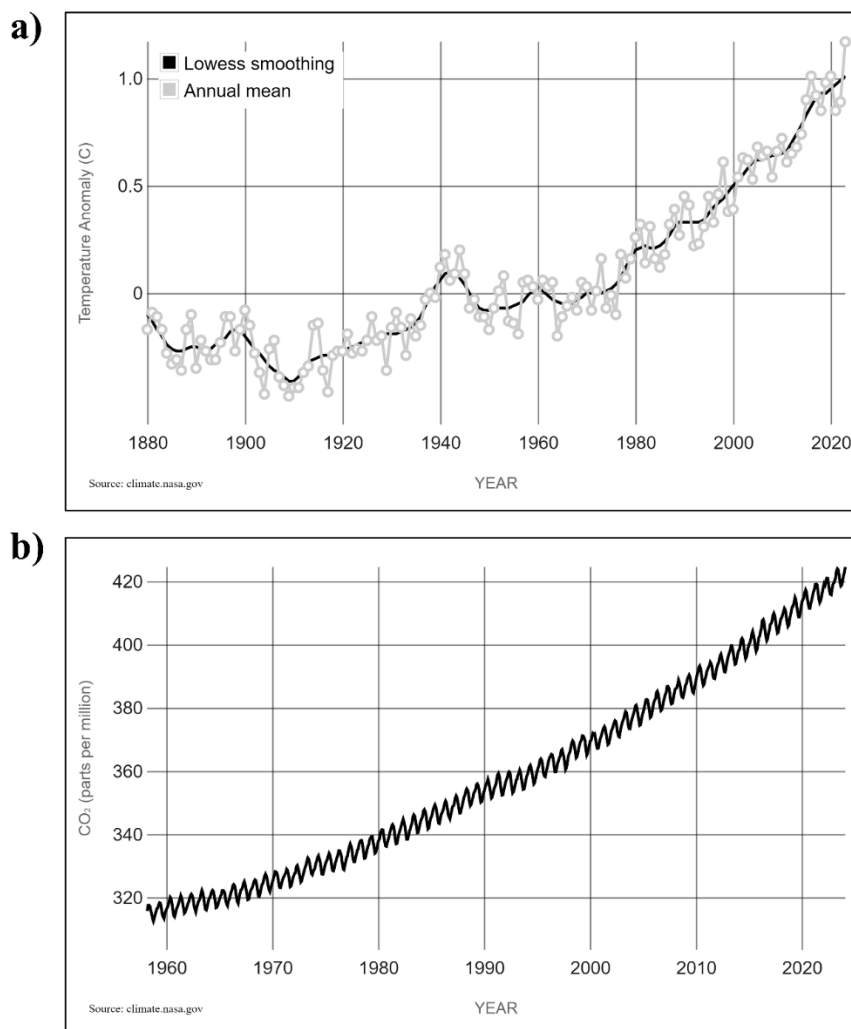 a)
Lowess smoothing
Annual mean
1.0
0.5
0
Temperature Anomaly (C)
1880 1900 1920 1940 1960 1980 2000 2020
Source: climate.nasa.gov
YEAR
b)
420
400
380
360
340
320
CO₂ (parts per million)
1960 1970 1980 1990 2000 2010 2020
Source: climate.nasa.gov
YEAR